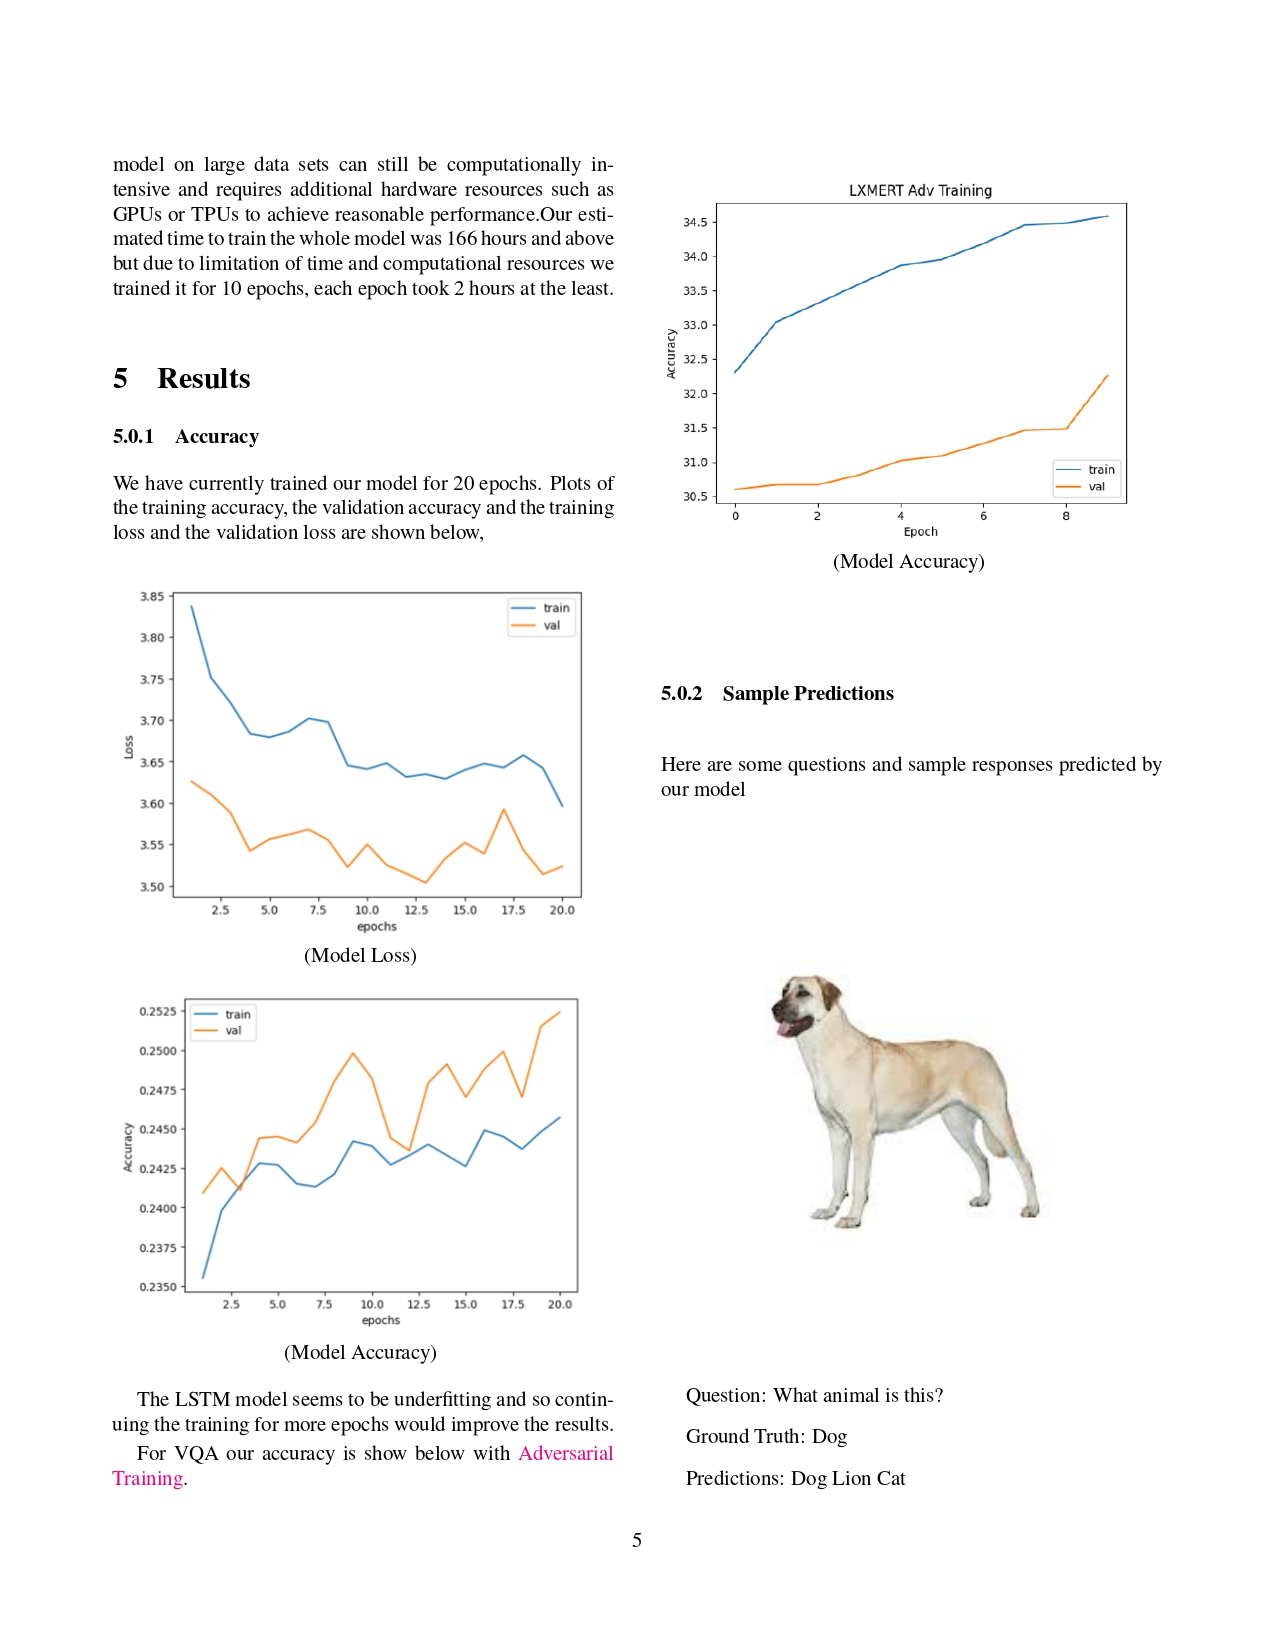 model on large data sets can still be computationally in-
tensive and requires additional hardware resources such as
GPUs or TPUs to achieve reasonable performance.Our esti-
mated time to train the whole model was 166 hours and above
but due to limitation of time and computational resources we
trained it for 10 epochs, each epoch took 2 hours at the least.
5 Results
5.0.1 Accuracy
We have currently trained our model for 20 epochs. Plots of
the training accuracy, the validation accuracy and the training
loss and the validation loss are shown below,
3.85
3.80
3.75
3.70
3.65
3.60
3.55
3.50
Loss
train
val
2.5 5.0 7.5 10.0 12.5 15.0 17.5 20.0
epochs
(Model Loss)
0.2525
0.2500
0.2475
0.2450
0.2425
0.2400
0.2375
0.2350
Accuracy
train
val
2.5 5.0 7.5 10.0 12.5 15.0 17.5 20.0
epochs
(Model Accuracy)
The LSTM model seems to be underfitting and so contin-
uing the training for more epochs would improve the results.
For VQA our accuracy is show below with Adversarial
Training.
LXMERT Adv Training
34.5
34.0
33.5
33.0
32.5
32.0
31.5
31.0
30.5
Accuracy
train
val
0 2 4 6 8
Epoch
(Model Accuracy)
5.0.2 Sample Predictions
Here are some questions and sample responses predicted by
our model
Question: What animal is this?
Ground Truth: Dog
Predictions: Dog Lion Cat
5